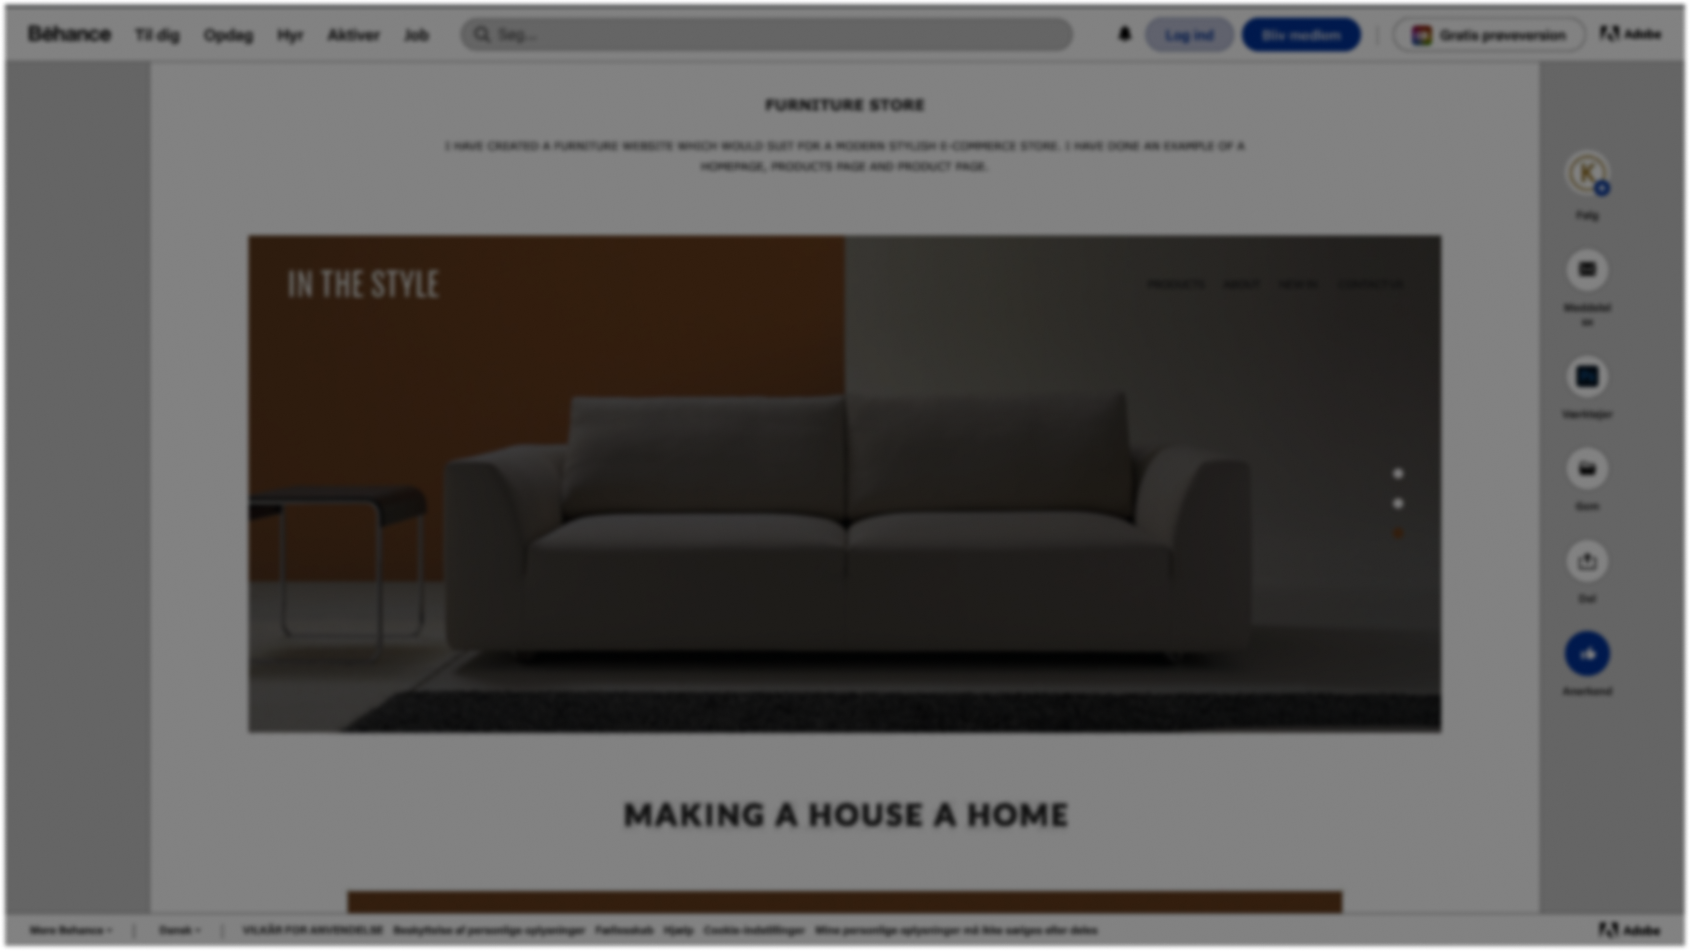 Bēhance Til dig Opdag Hyr Aktiver Job Søg... Log ind Bliv medlem Gratis prøveversion Adobe
FURNITURE STORE
I HAVE CREATED A FURNITURE WEBSITE WHICH WOULD SUIT FOR A MODERN STYLISH E-COMMERCE STORE. I HAVE DONE AN EXAMPLE OF A
HOMEPAGE, PRODUCTS PAGE AND PRODUCT PAGE.
K
Følg
IN THE STYLE
PRODUCTS ABOUT NEW IN CONTACT US
Meddelel
se
Værktøjer
Gem
Del
Anerkend
MAKING A HOUSE A HOME
More Behance Dansk VILKÅR FOR ANVENDELSE Beskyttelse af personlige oplysninger Fællesskab Hjælp Cookie-indstillinger Mine personlige oplysninger må ikke sælges eller deles Adobe